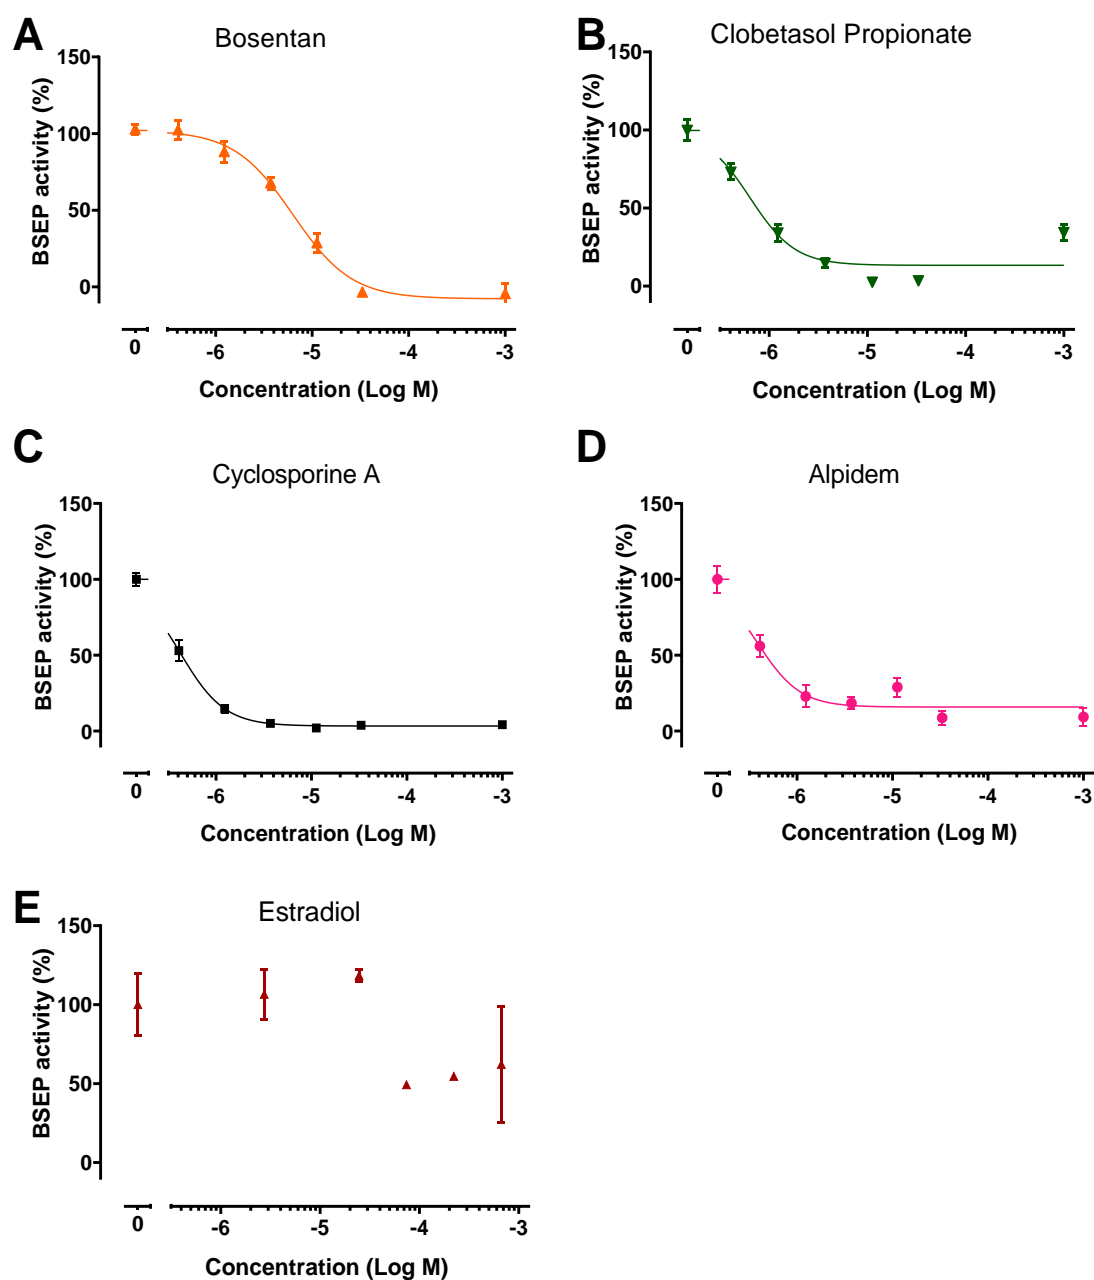 A
Bosentan
BSEP activity (%)
150
100
50
0
0
-6
-5
-4
-3
Concentration (Log M)
B
Clobetasol Propionate
BSEP activity (%)
150
100
50
0
0
-6
-5
-4
-3
Concentration (Log M)
C
Cyclosporine A
BSEP activity (%)
150
100
50
0
0
-6
-5
-4
-3
Concentration (Log M)
D
Alpidem
BSEP activity (%)
150
100
50
0
0
-6
-5
-4
-3
Concentration (Log M)
E
Estradiol
BSEP activity (%)
150
100
50
0
0
-6
-5
-4
-3
Concentration (Log M)